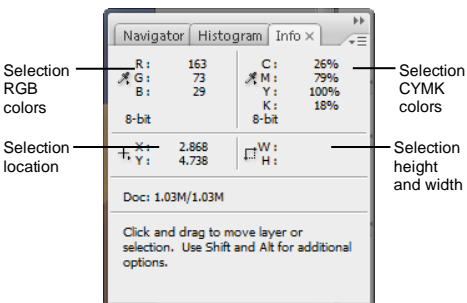 Navigator Histogram Info ×
Selection
RGB
colors
R: 163
G: 73
B: 29
8-bit
C: 26%
M: 79%
Y: 100%
K: 18%
8-bit
Selection
CYMK
colors
Selection
location
X: 2.868
Y: 4.738
W:
H:
Selection
height
and width
Doc: 1.03M/1.03M
Click and drag to move layer or
selection. Use Shift and Alt for additional
options.